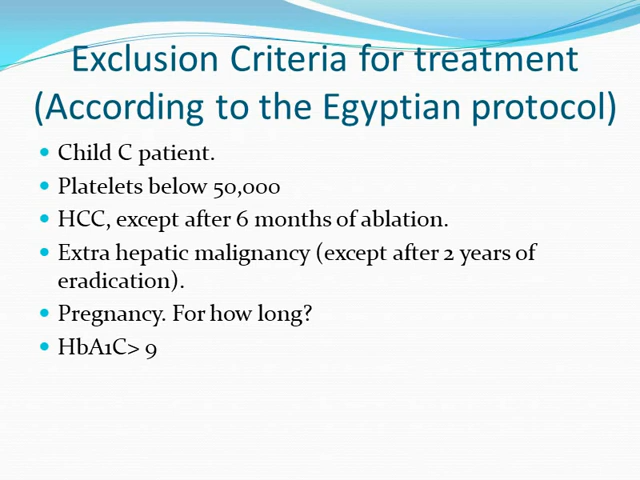 Exclusion Criteria for treatment
(According to the Egyptian protocol)
• Child C patient.
• Platelets below 50,000
• HCC, except after 6 months of ablation.
• Extra hepatic malignancy (except after 2 years of
eradication).
• Pregnancy. For how long?
• HbA1C> 9